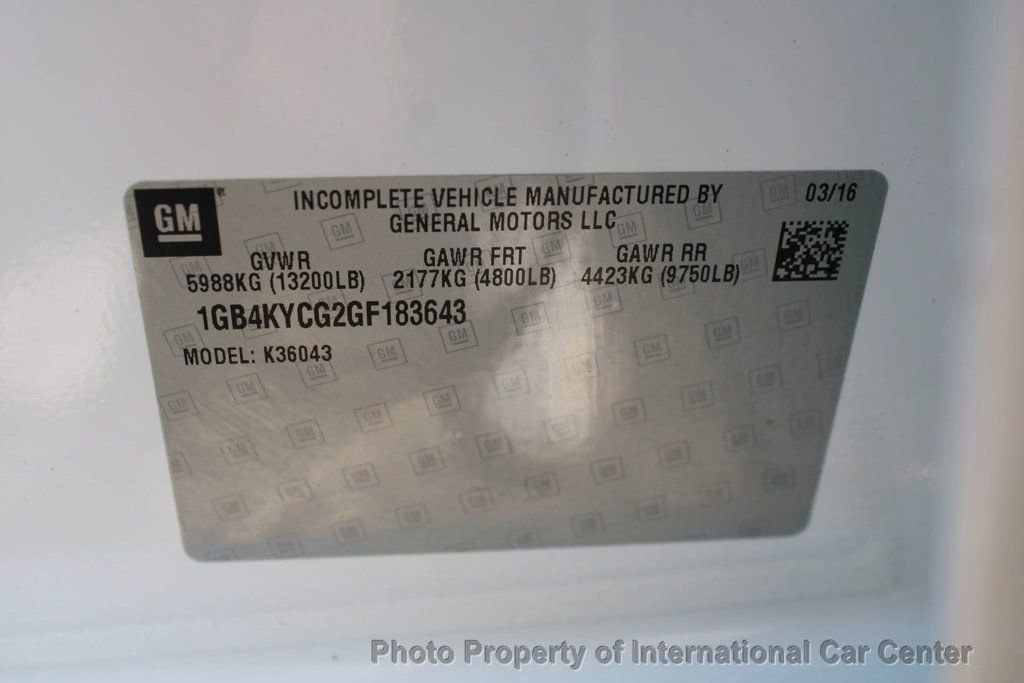 GM
INCOMPLETE VEHICLE MANUFACTURED BY
GENERAL MOTORS LLC
03/16
GVWR GAWR FRT GAWR RR
5988KG (13200LB) 2177KG (4800LB) 4423KG (9750LB)
1GB4KYCG2GF183643
MODEL: K36043
Photo Property of International Car Center